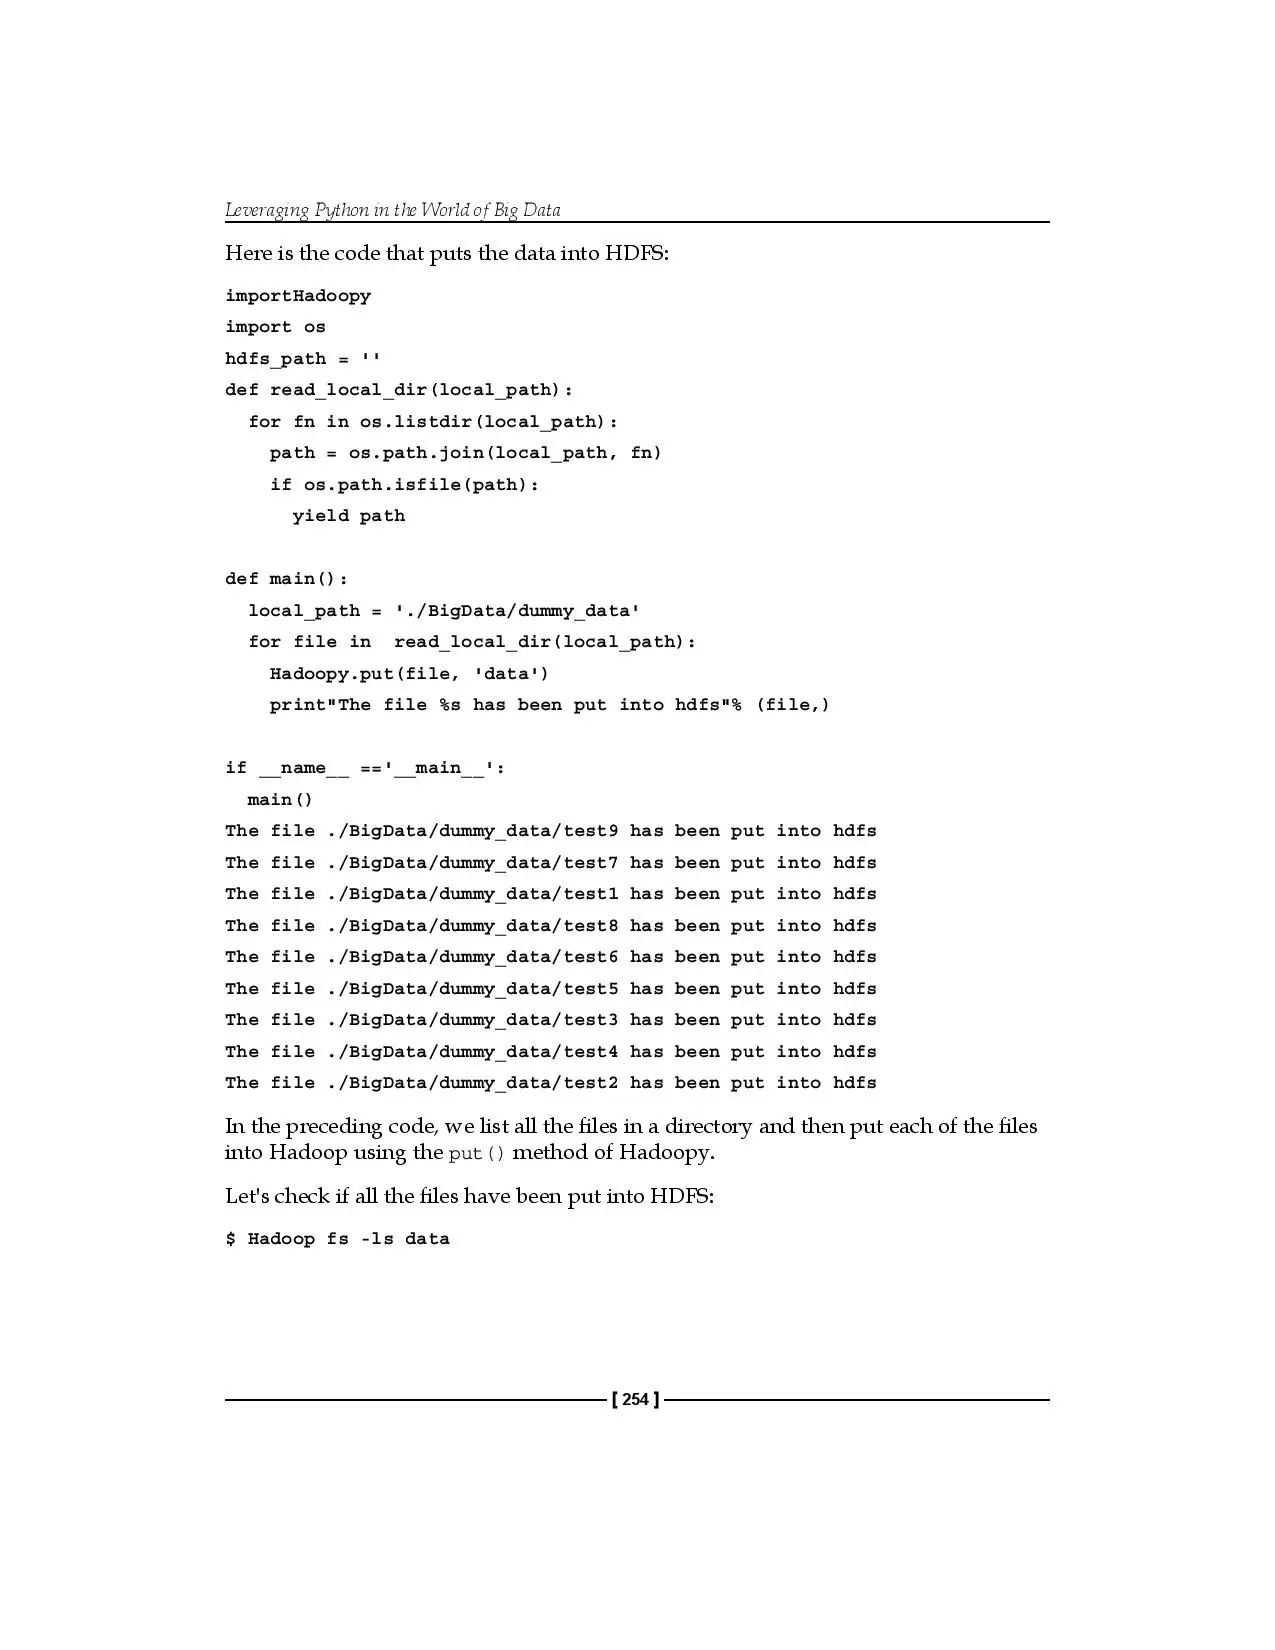 Leveraging Python in the World of Big Data
Here is the code that puts the data into HDFS:
importHadoopy
import os
hdfs_path = ''
def read_local_dir(local_path):
  for fn in os.listdir(local_path):
    path = os.path.join(local_path, fn)
    if os.path.isfile(path):
      yield path
def main():
  local_path = './BigData/dummy_data'
  for file in  read_local_dir(local_path):
    Hadoopy.put(file, 'data')
    print"The file %s has been put into hdfs"% (file,)
if __name__ =='__main__':
  main()
The file ./BigData/dummy_data/test9 has been put into hdfs
The file ./BigData/dummy_data/test7 has been put into hdfs
The file ./BigData/dummy_data/test1 has been put into hdfs
The file ./BigData/dummy_data/test8 has been put into hdfs
The file ./BigData/dummy_data/test6 has been put into hdfs
The file ./BigData/dummy_data/test5 has been put into hdfs
The file ./BigData/dummy_data/test3 has been put into hdfs
The file ./BigData/dummy_data/test4 has been put into hdfs
The file ./BigData/dummy_data/test2 has been put into hdfs
In the preceding code, we list all the files in a directory and then put each of the files
into Hadoop using the put() method of Hadoopy.
Let's check if all the files have been put into HDFS:
$ Hadoop fs -ls data
[ 254 ]